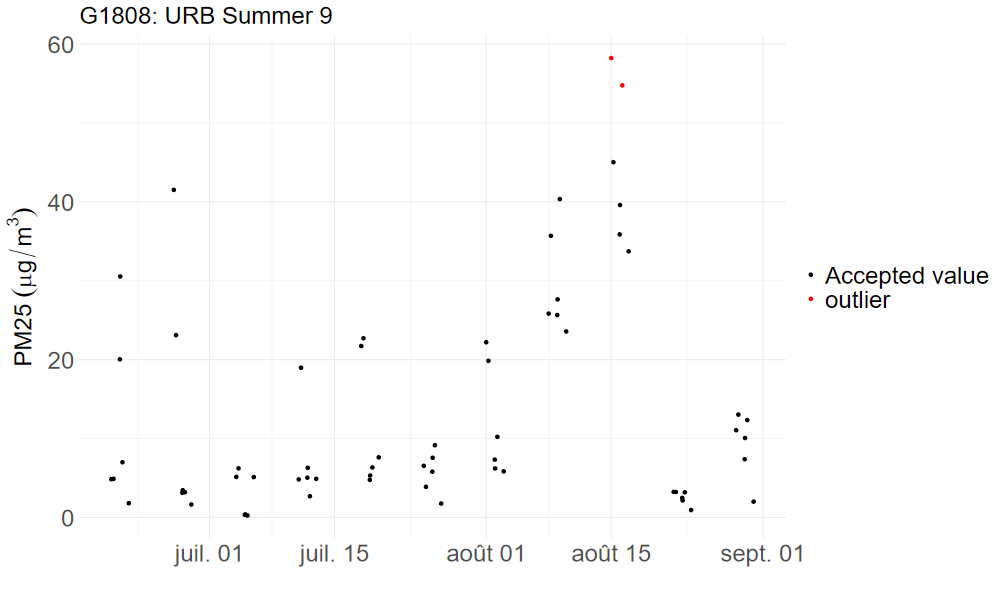 G1808: URB Summer 9
60
40
20
0
PM25 (μg/m³)
juil. 01
juil. 15
août 01
août 15
sept. 01
Accepted value
outlier